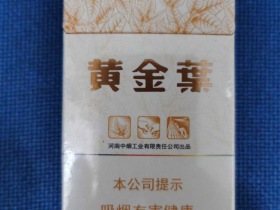 黄金葉
河南中烟工业有限责任公司出品
本公司提示
吸烟有害健康